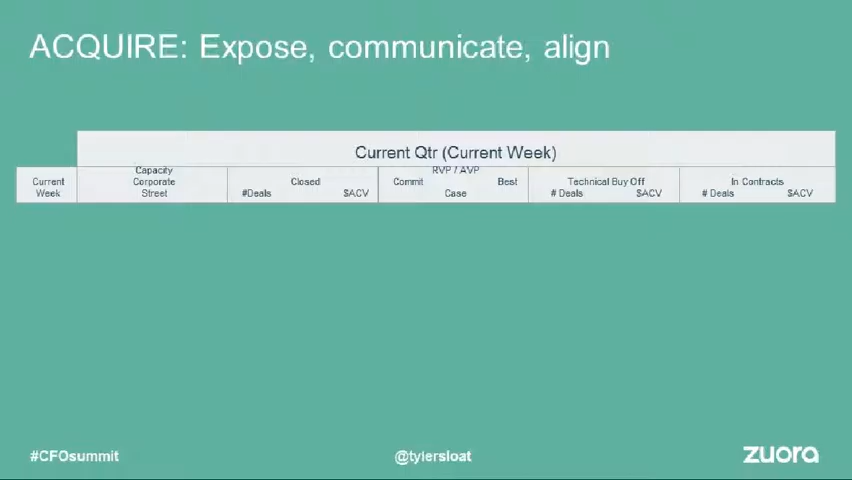 ACQUIRE: Expose, communicate, align
Current Qtr (Current Week)
Current
Week
Capacity
Corporate
Street
Closed
#Deals $ACV
RVP / AVP
Commit Best
Case
Technical Buy Off
# Deals $ACV
In Contracts
# Deals $ACV
#CFOsummit
@tylersloat
zuora